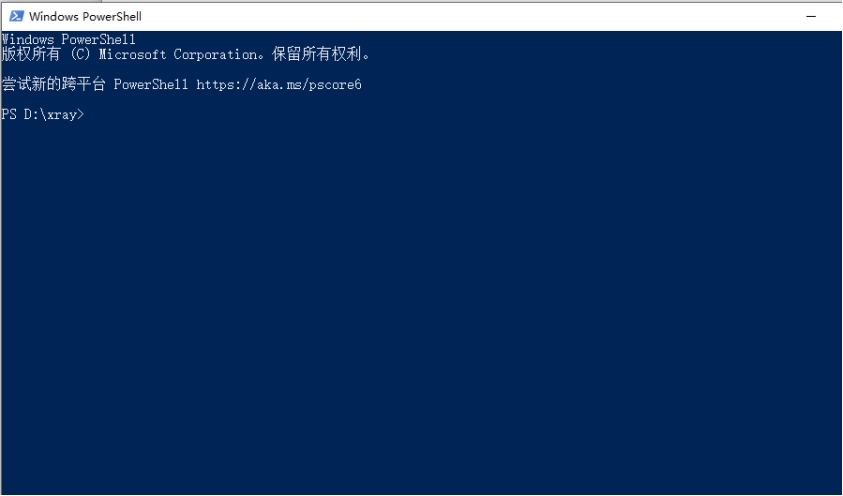 Windows PowerShell
Windows PowerShell
版权所有 (C) Microsoft Corporation。保留所有权利。
尝试新的跨平台 PowerShell https://aka.ms/pscore6
PS D:\xray>